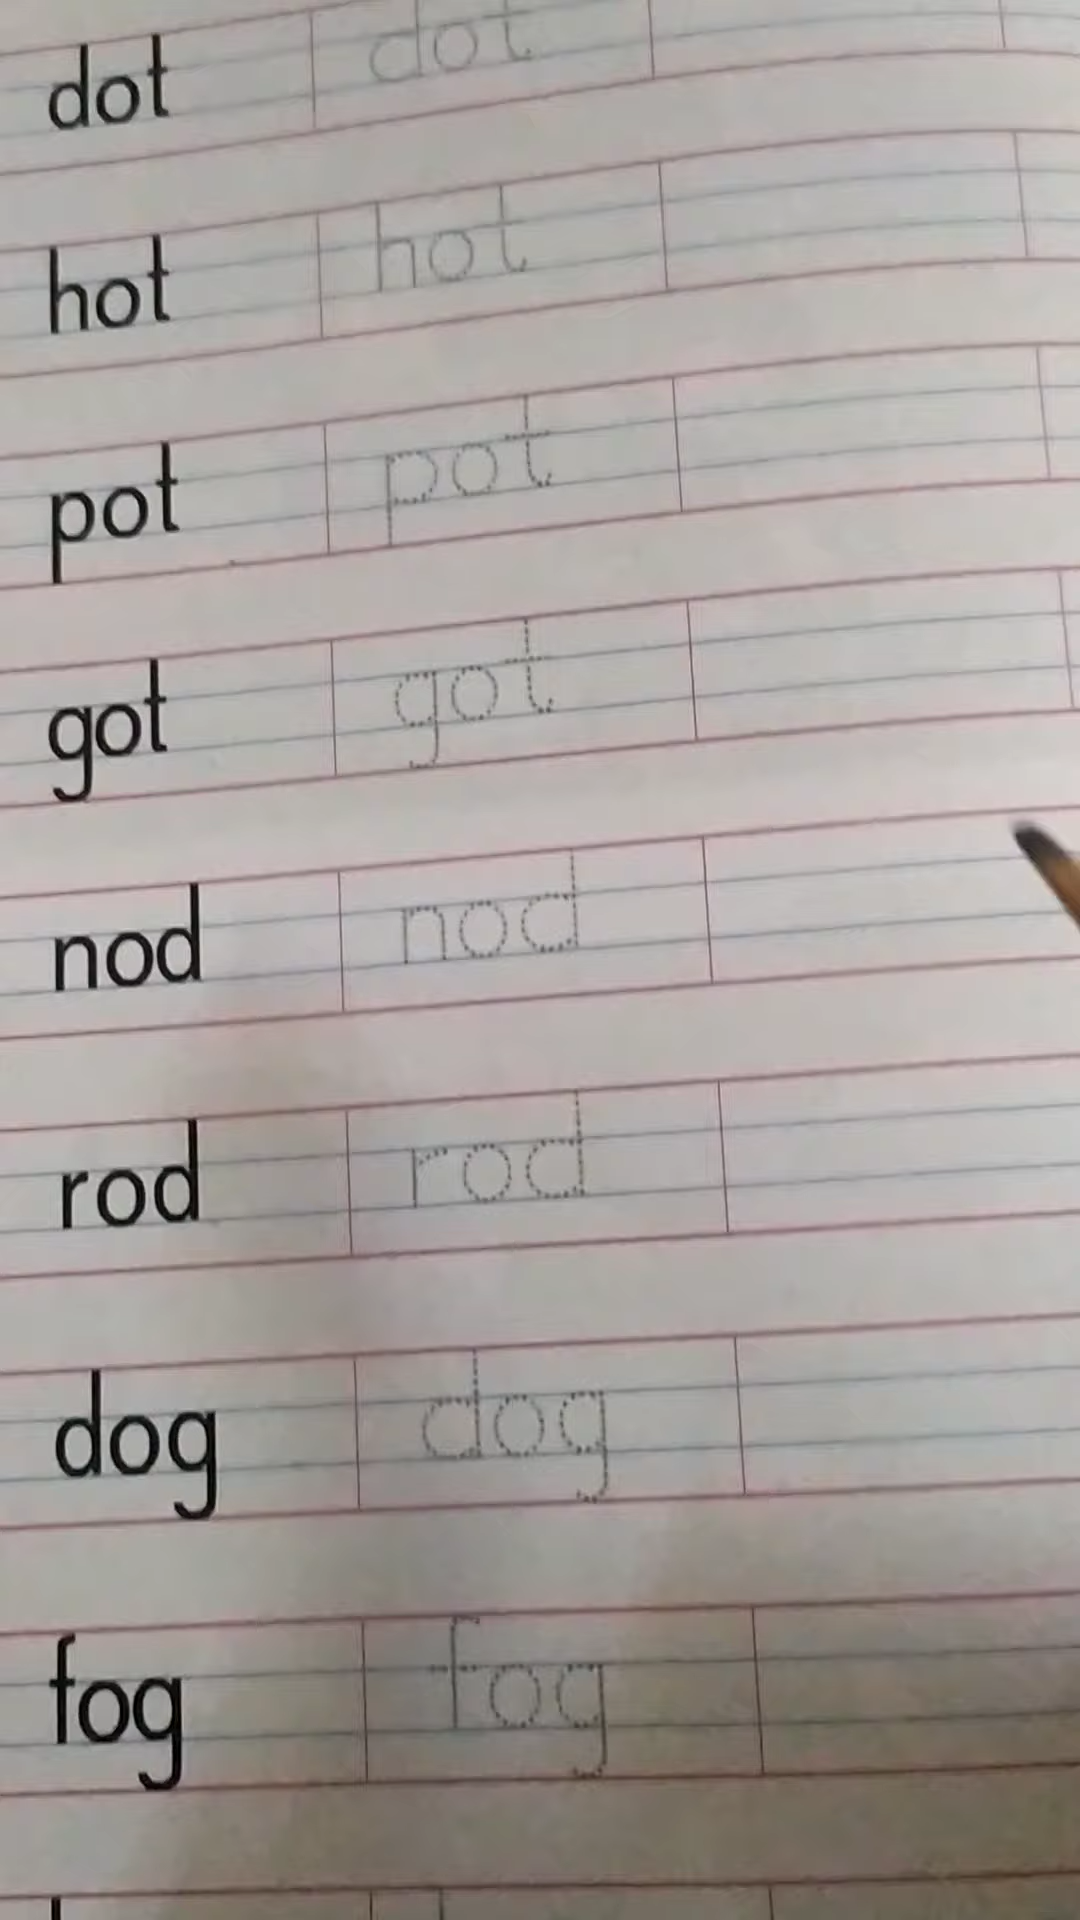 dot dot
hot hot
pot pot
got got
nod nod
rod rod
dog dog
fog fog